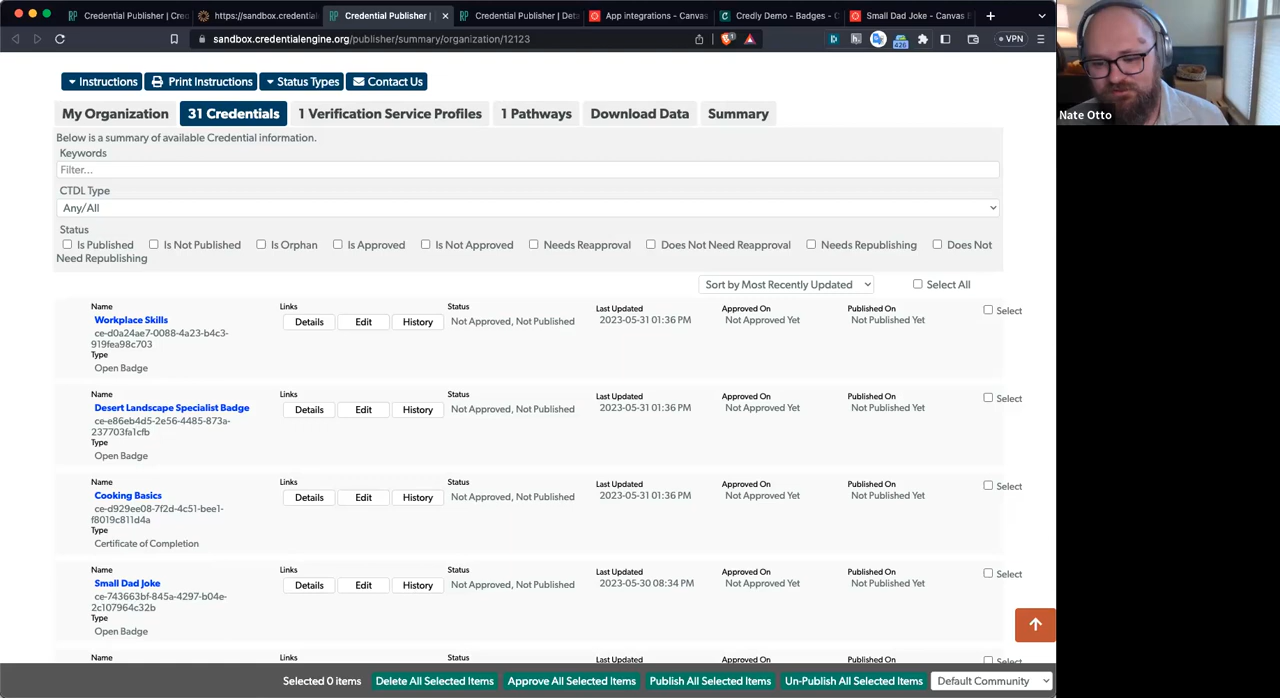 Credential Publisher | Cred
https://sandbox.credential
Credential Publisher |
Credential Publisher | Deta
App integrations - Canvas
Credly Demo - Badges - C
Small Dad Joke - Canvas B
sandbox.credentialengine.org/publisher/summary/organization/12123
1
426
VPN
Nate Otto
Instructions Print Instructions Status Types Contact Us
My Organization 31 Credentials 1 Verification Service Profiles 1 Pathways Download Data Summary
Below is a summary of available Credential information.
Keywords
Filter...
CTDL Type
Any/All
Status
Is Published Is Not Published Is Orphan Is Approved Is Not Approved Needs Reapproval Does Not Need Reapproval Needs Republishing Does Not
Need Republishing
Sort by Most Recently Updated Select All
Name Links Status Last Updated Approved On Published On
Workplace Skills Details Edit History Not Approved, Not Published 2023-05-31 01:36 PM Not Approved Yet Not Published Yet Select
ce-d0a24ae7-0088-4a23-b4c3-
919fea98c703
Type
Open Badge
Name Links Status Last Updated Approved On Published On
Desert Landscape Specialist Badge Details Edit History Not Approved, Not Published 2023-05-31 01:36 PM Not Approved Yet Not Published Yet Select
ce-e86eb4d5-2e56-4485-873a-
237703fa1cfb
Type
Open Badge
Name Links Status Last Updated Approved On Published On
Cooking Basics Details Edit History Not Approved, Not Published 2023-05-31 01:36 PM Not Approved Yet Not Published Yet Select
ce-d929ee08-7f2d-4c51-bee1-
f8019c811d4a
Type
Certificate of Completion
Name Links Status Last Updated Approved On Published On
Small Dad Joke Details Edit History Not Approved, Not Published 2023-05-30 08:34 PM Not Approved Yet Not Published Yet Select
ce-743663bf-845a-4297-b04e-
2c107964c32b
Type
Open Badge
Name Links Status Last Updated Approved On Published On Select
Selected 0 items Delete All Selected Items Approve All Selected Items Publish All Selected Items Un-Publish All Selected Items Default Community